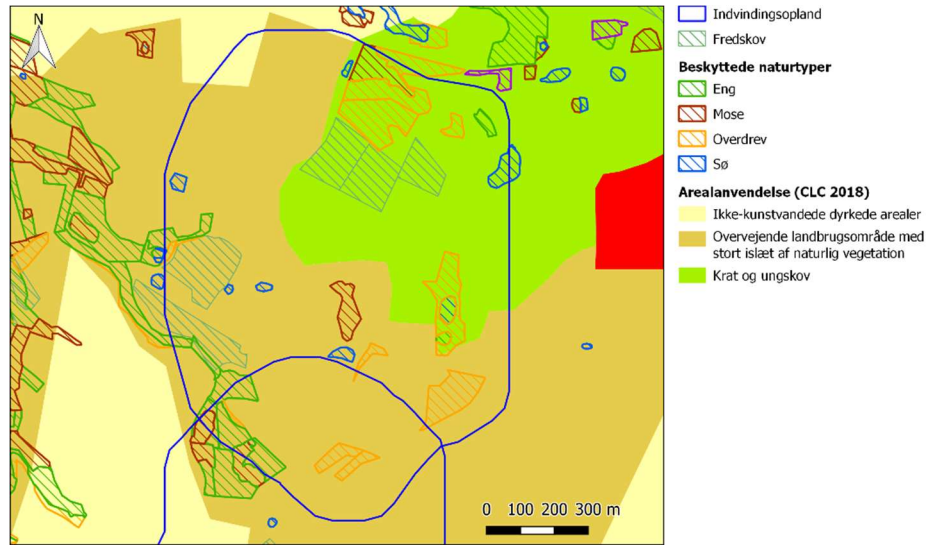 N
0 100 200 300 m
Indvindingsopland
Fredskov
Beskyttede naturtyper
Eng
Mose
Overdrev
Sø
Arealanvendelse (CLC 2018)
Ikke-kunstvandede dyrkede arealer
Overvejende landbrugsområde med
stort islæt af naturlig vegetation
Krat og ungskov